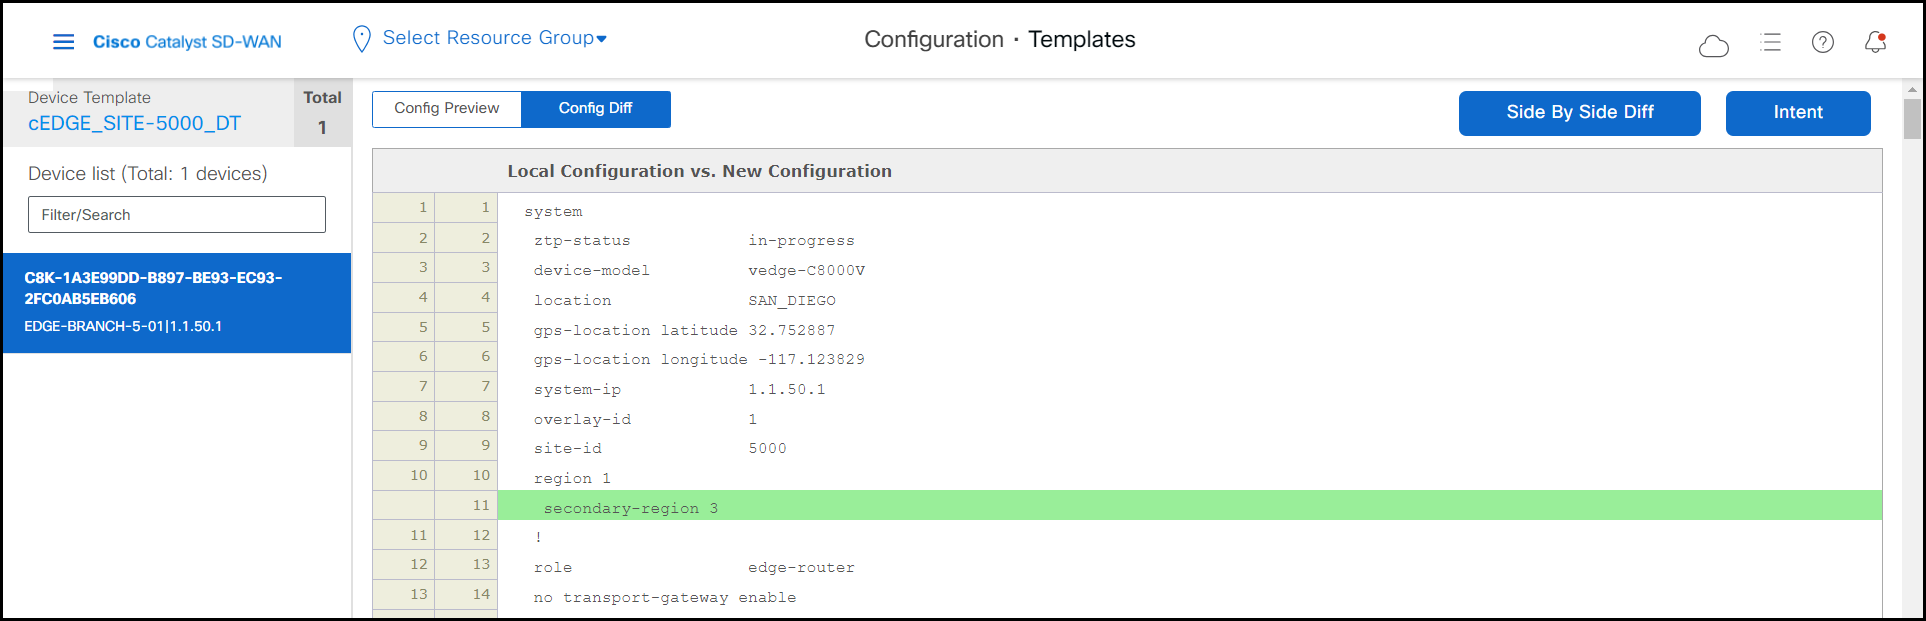 Cisco Catalyst SD-WAN
Select Resource Group
Configuration · Templates
Device Template
cEDGE_SITE-5000_DT
Total
1
Device list (Total: 1 devices)
Filter/Search
C8K-1A3E99DD-B897-BE93-EC93-
2FC0AB5EB606
EDGE-BRANCH-5-01|1.1.50.1
Config Preview
Config Diff
Side By Side Diff
Intent
Local Configuration vs. New Configuration
1 1 system
2 2 ztp-status in-progress
3 3 device-model vedge-C8000V
4 4 location SAN_DIEGO
5 5 gps-location latitude 32.752887
6 6 gps-location longitude -117.123829
7 7 system-ip 1.1.50.1
8 8 overlay-id 1
9 9 site-id 5000
10 10 region 1
11 secondary-region 3
11 12 !
12 13 role edge-router
13 14 no transport-gateway enable